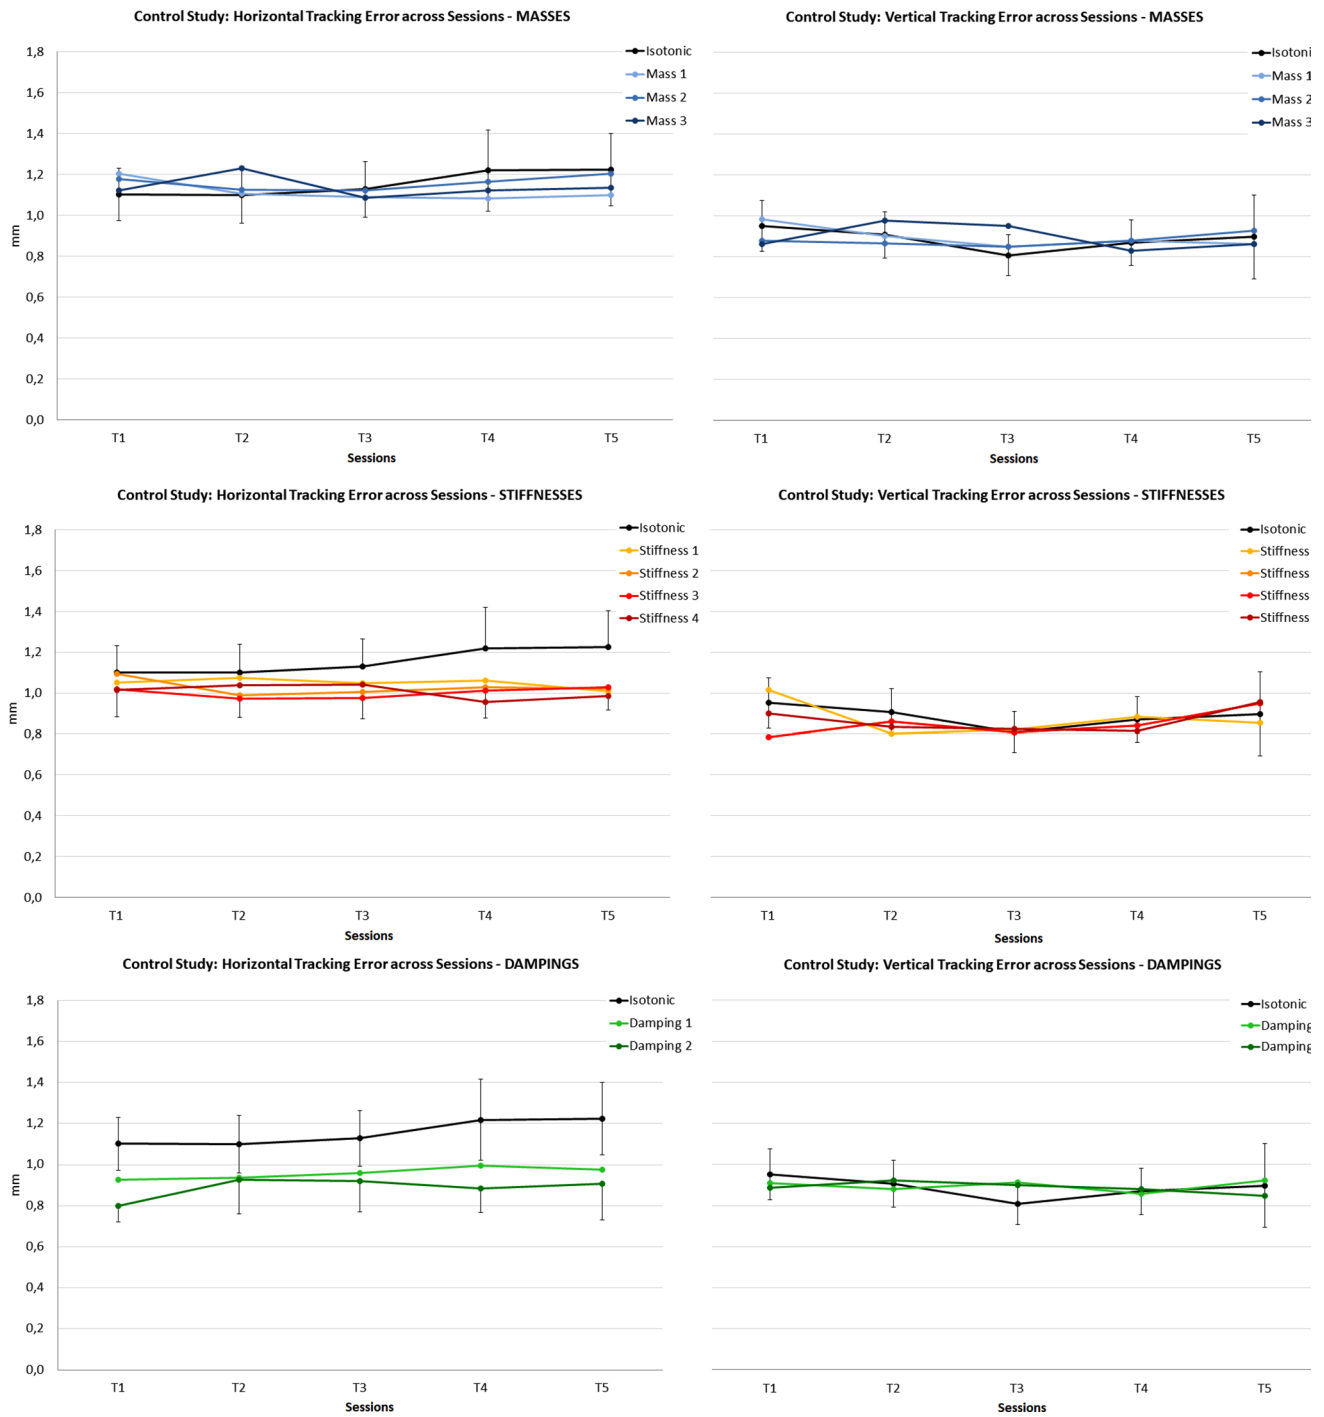 Control Study: Horizontal Tracking Error across Sessions - MASSES
1,8
1,6
1,4
1,2
1,0
0,8
0,6
0,4
0,2
0,0
mm
Isotonic
Mass 1
Mass 2
Mass 3
T1 T2 T3 T4 T5
Sessions
Control Study: Vertical Tracking Error across Sessions - MASSES
Isotoni
Mass 1
Mass 2
Mass 3
T1 T2 T3 T4 T5
Sessions
Control Study: Horizontal Tracking Error across Sessions - STIFFNESSES
1,8
1,6
1,4
1,2
1,0
0,8
0,6
0,4
0,2
0,0
mm
Isotonic
Stiffness 1
Stiffness 2
Stiffness 3
Stiffness 4
T1 T2 T3 T4 T5
Sessions
Control Study: Vertical Tracking Error across Sessions - STIFFNESSES
Isotonic
Stiffness
Stiffness
Stiffness
Stiffness
T1 T2 T3 T4 T5
Sessions
Control Study: Horizontal Tracking Error across Sessions - DAMPINGS
1,8
1,6
1,4
1,2
1,0
0,8
0,6
0,4
0,2
0,0
mm
Isotonic
Damping 1
Damping 2
T1 T2 T3 T4 T5
Sessions
Control Study: Vertical Tracking Error across Sessions - DAMPINGS
Isotonic
Damping
Damping
T1 T2 T3 T4 T5
Sessions